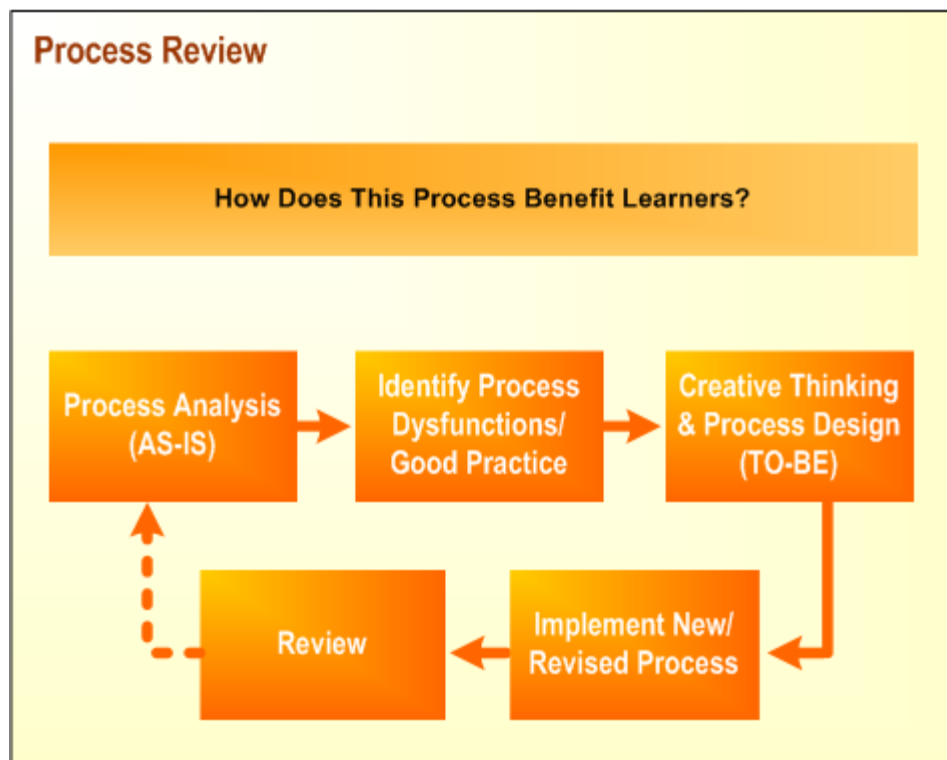 Process Review
How Does This Process Benefit Learners?
Process Analysis
(AS-IS)
Identify Process
Dysfunctions/
Good Practice
Creative Thinking
& Process Design
(TO-BE)
Implement New/
Revised Process
Review